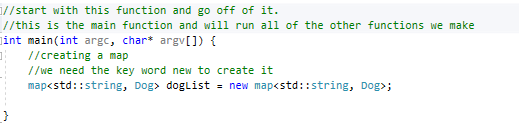 //start with this function and go off of it.
//this is the main function and will run all of the other functions we make
int main(int argc, char* argv[]) {
//creating a map
//we need the key word new to create it
map<std::string, Dog> dogList = new map<std::string, Dog>;
}